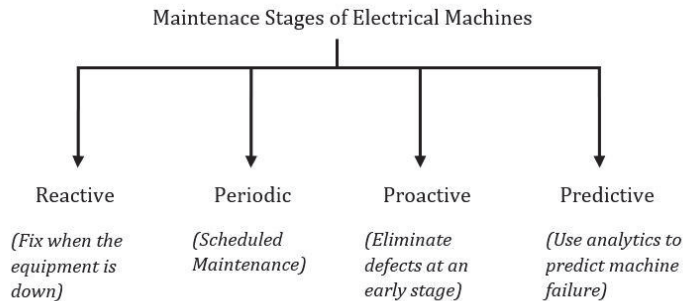 Maintenace Stages of Electrical Machines
Reactive
(Fix when the
equipment is
down)
Periodic
(Scheduled
Maintenance)
Proactive
(Eliminate
defects at an
early stage)
Predictive
(Use analytics to
predict machine
failure)